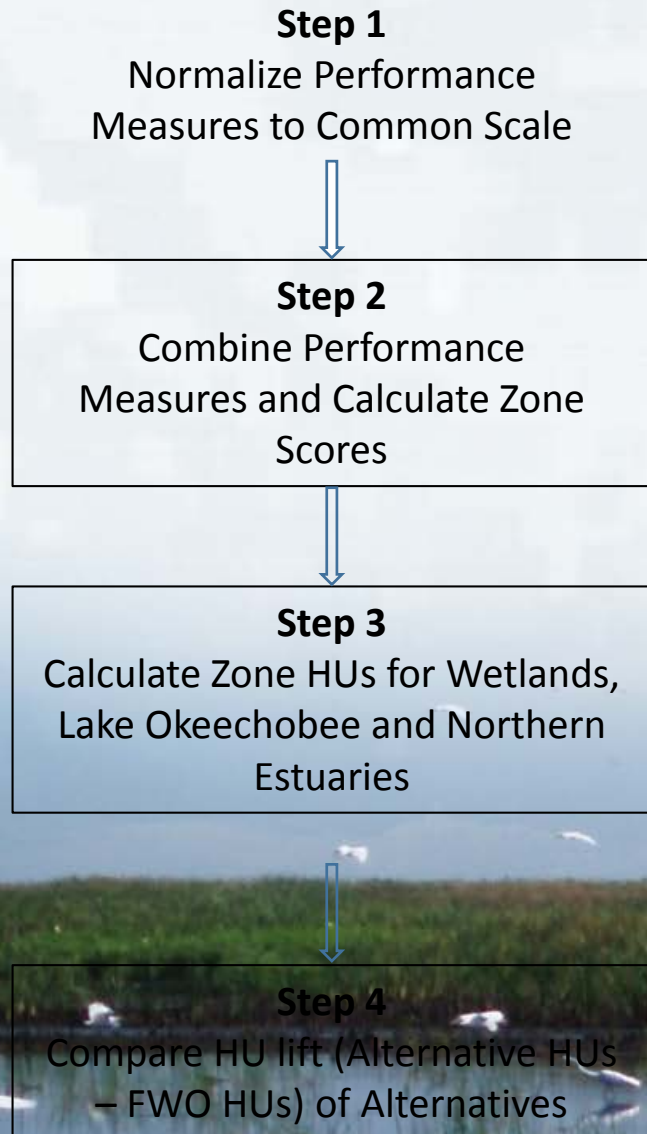 Step 1
Normalize Performance
Measures to Common Scale
Step 2
Combine Performance
Measures and Calculate Zone
Scores
Step 3
Calculate Zone HUs for Wetlands,
Lake Okeechobee and Northern
Estuaries
Step 4
Compare HU lift (Alternative HUs
– FWO HUs) of Alternatives